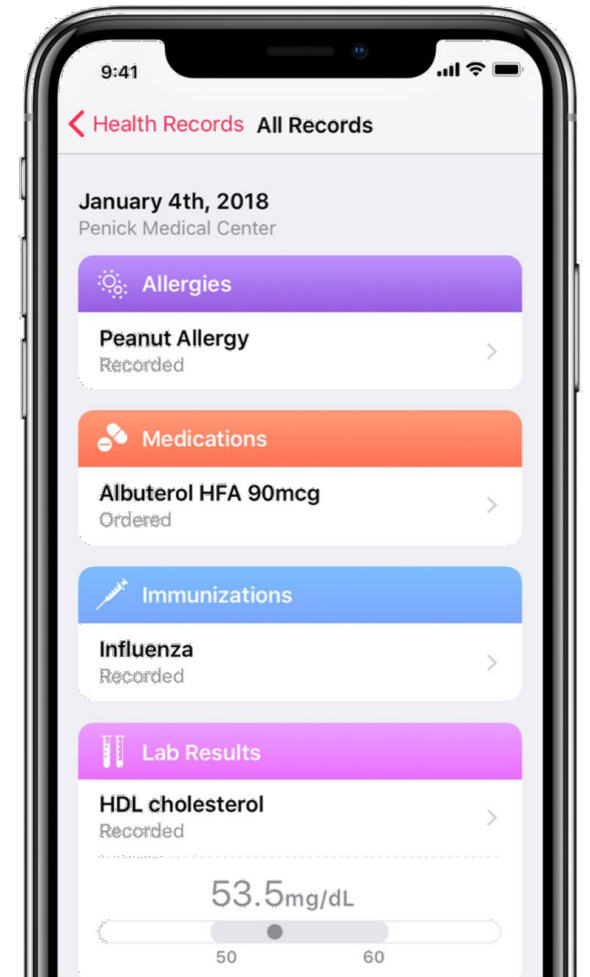 9:41
Health Records All Records
January 4th, 2018
Penick Medical Center
Allergies
Peanut Allergy
Recorded
Medications
Albuterol HFA 90mcg
Ordered
Immunizations
Influenza
Recorded
Lab Results
HDL cholesterol
Recorded
53.5mg/dL
50 60